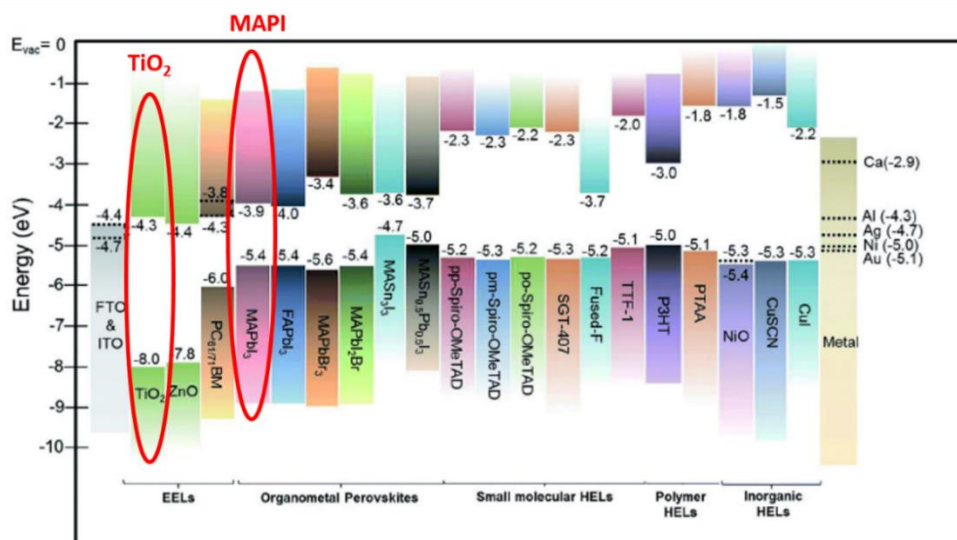 MAPI
E_vac= 0
TiO₂
-1
-2
-3
-4
-5
-6
-7
-8
-9
-10
Energy (eV)
-4.4
-4.7
FTO & ITO
-4.3
-8.0
TiO₂
-4.4
-7.8
ZnO
-3.8
-4.3
-6.0
PC₆₁/₇₁BM
-3.9
-5.4
MAPbI₃
-4.0
-5.4
FAPbI₃
-3.4
-5.6
MAPbBr₃
-3.6
-5.4
MAPbI₂Br
-3.6
-4.7
MASn₃I₃
-3.7
-5.0
MASn₀.₅Pb₀.₅I₃
-2.3
-5.2
pp-Spiro-OMeTAD
-2.3
-5.3
pm-Spiro-OMeTAD
-2.2
-5.2
po-Spiro-OMeTAD
-2.3
-5.3
SGT-407
-3.7
-5.2
Fused-F
-2.0
-5.1
TTF-1
-3.0
-5.0
P3HT
-1.8
-5.1
PTAA
-1.8
-5.3
-5.4
NiO
-1.5
-5.3
CuSCN
-2.2
-5.3
CuI
Metal
Ca(-2.9)
Al (-4.3)
Ag (-4.7)
Ni (-5.0)
Au (-5.1)
EELs
Organometal Perovskites
Small molecular HELs
Polymer HELs
Inorganic HELs